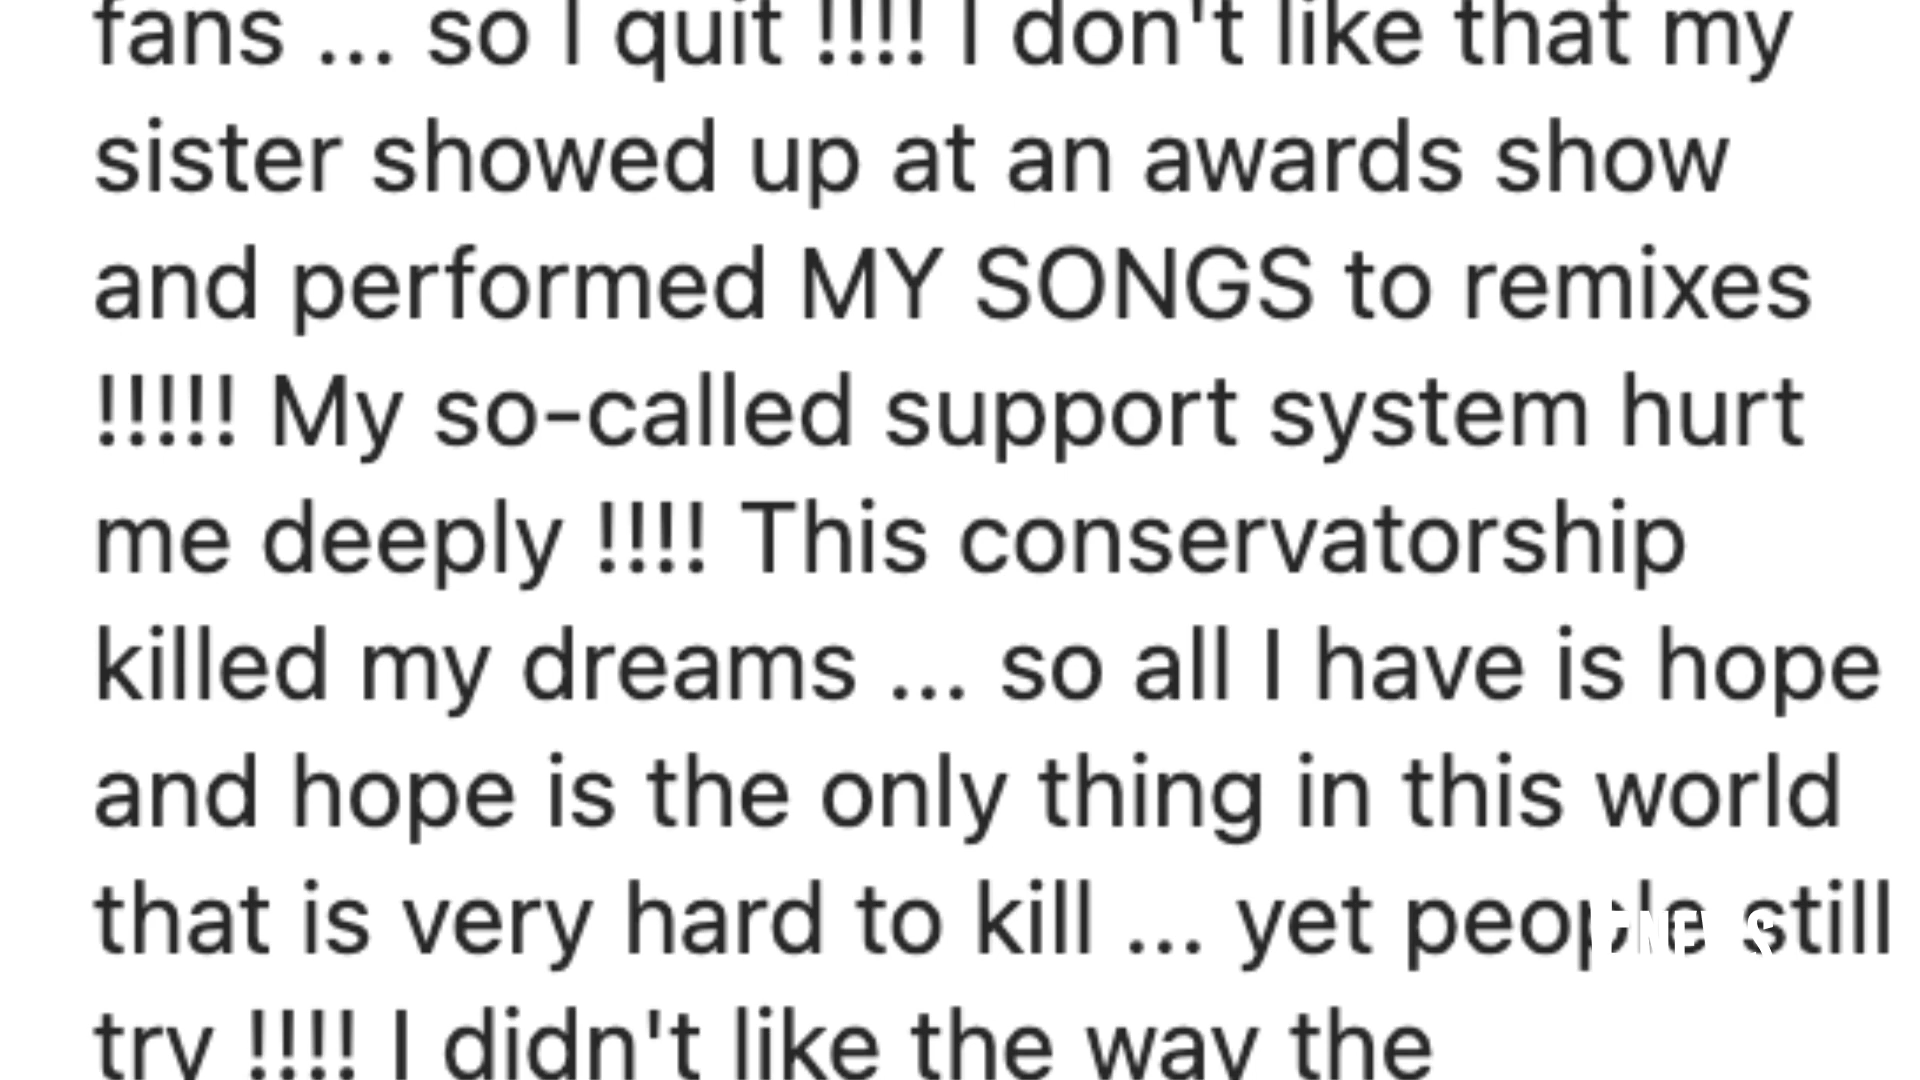 fans ... so I quit !!!! I don't like that my
sister showed up at an awards show
and performed MY SONGS to remixes
!!!!! My so-called support system hurt
me deeply !!!! This conservatorship
killed my dreams ... so all I have is hope
and hope is the only thing in this world
that is very hard to kill ... yet people still
try !!!! I didn't like the way the